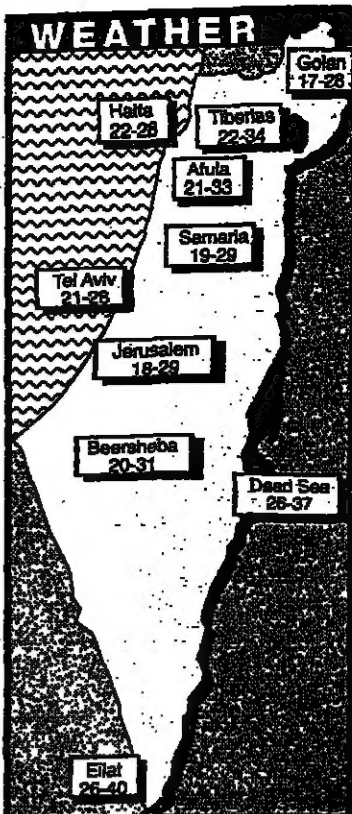 WEATHER
Golan
17-28
Haifa
22-28
Tiberias
22-34
Afula
21-33
Samaria
19-29
Tel Aviv
21-28
Jerusalem
18-29
Beersheba
20-31
Dead Sea
26-37
Eilat
26-40